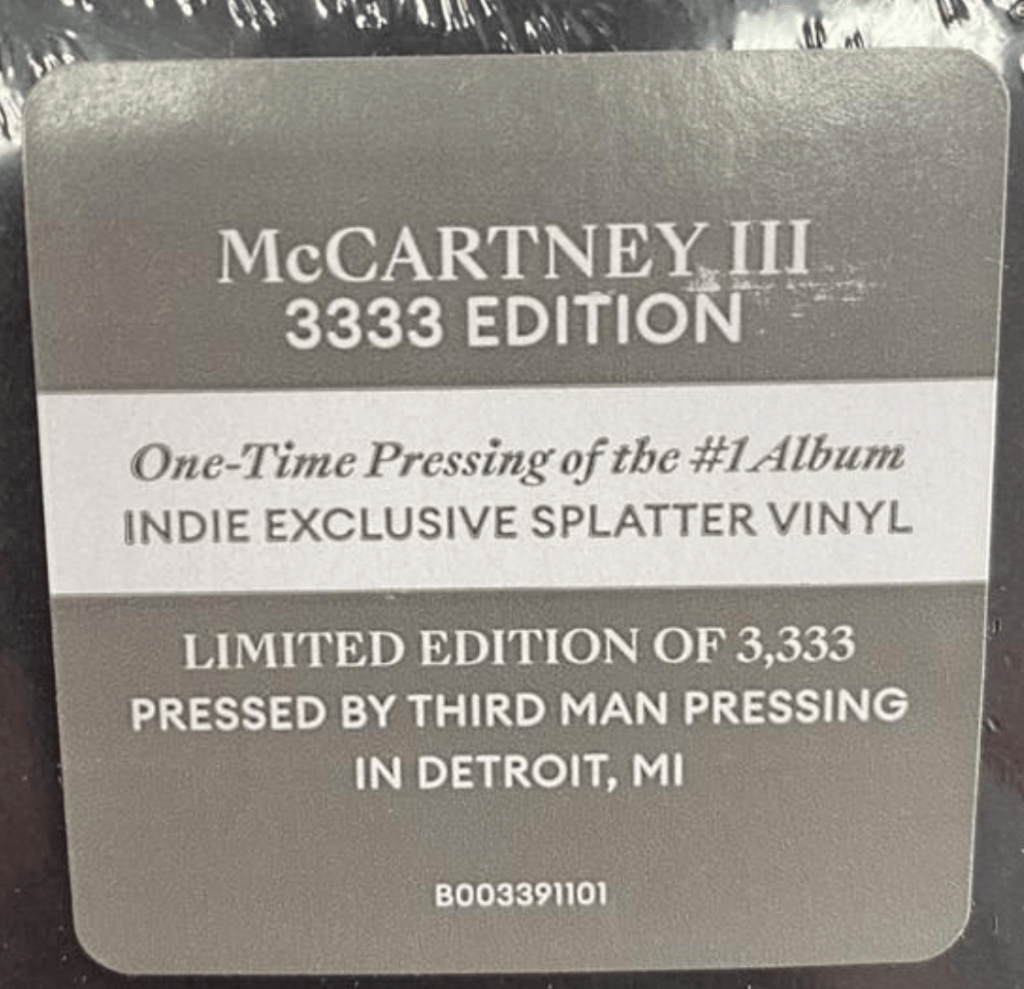 McCARTNEY III
3333 EDITION
One-Time Pressing of the #1 Album
INDIE EXCLUSIVE SPLATTER VINYL
LIMITED EDITION OF 3,333
PRESSED BY THIRD MAN PRESSING
IN DETROIT, MI
B003391101